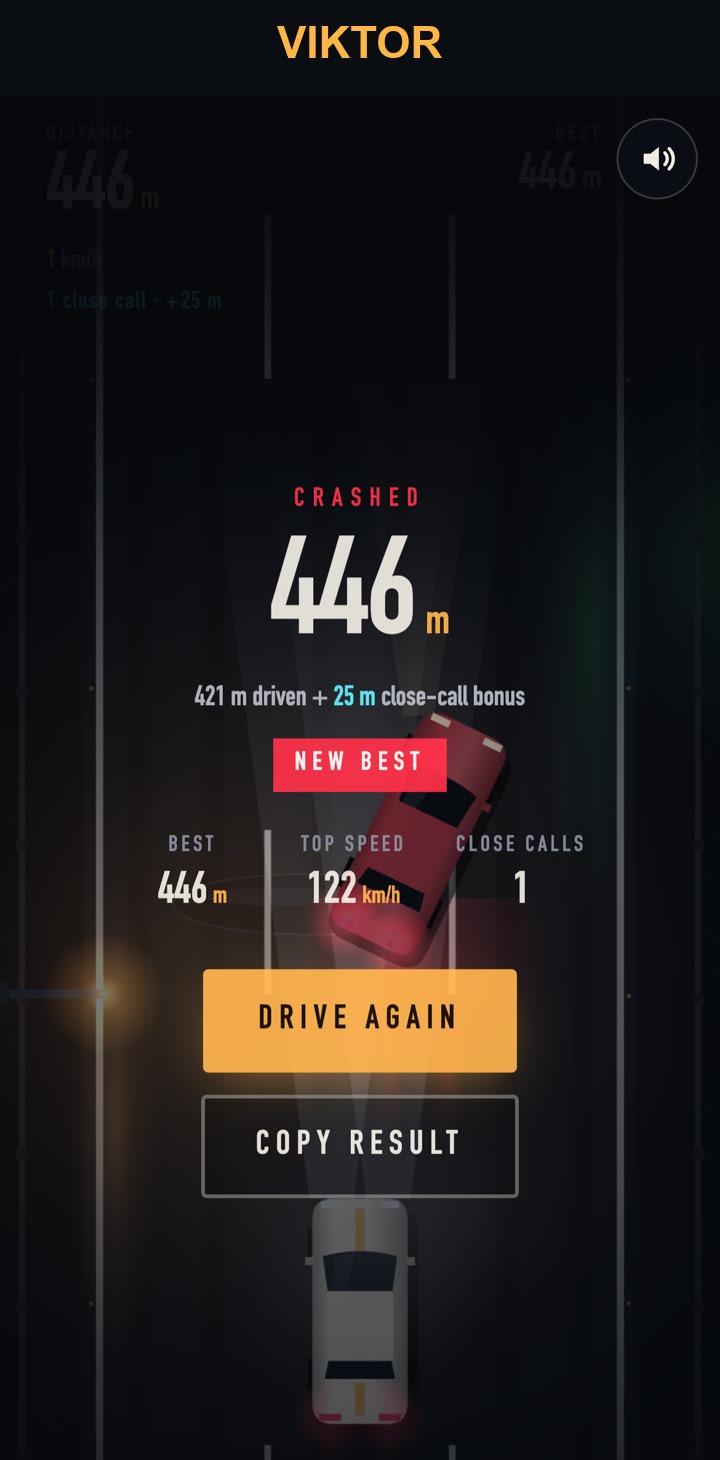 VIKTOR
DISTANCE
BEST
446 m
446 m
1 km/h
1 close call · +25 m
CRASHED
446 m
421 m driven + 25 m close-call bonus
NEW BEST
BEST
TOP SPEED
CLOSE CALLS
446 m
122 km/h
1
DRIVE AGAIN
COPY RESULT